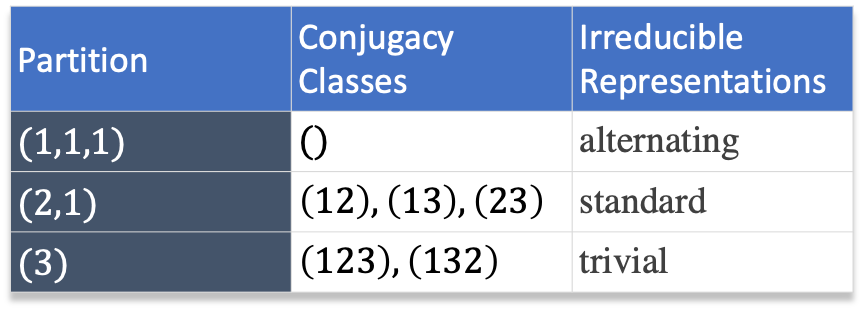 Partition
Conjugacy Classes
Irreducible Representations
(1,1,1)
()
alternating
(2,1)
(12), (13), (23)
standard
(3)
(123), (132)
trivial